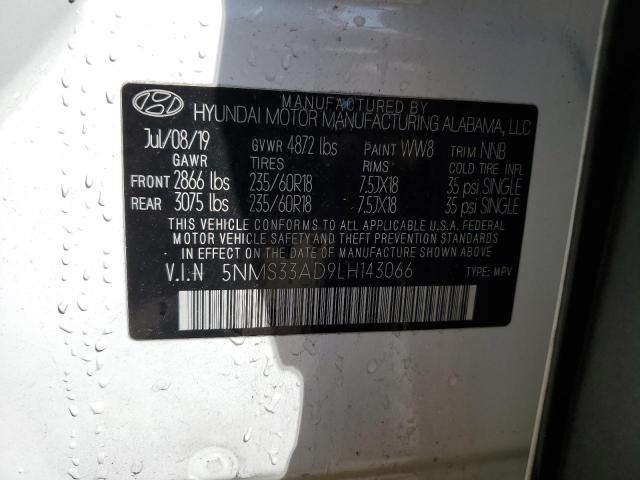 MANUFACTURED BY
HYUNDAI MOTOR MANUFACTURING ALABAMA, LLC
Jul/08/19 GVWR 4872 lbs PAINT WW8 TRIM NNB
GAWR TIRES RIMS COLD TIRE INFL
FRONT 2866 lbs 235/60R18 7.5JX18 35 psi SINGLE
REAR 3075 lbs 235/60R18 7.5JX18 35 psi SINGLE
THIS VEHICLE CONFORMS TO ALL APPLICABLE U.S.A FEDERAL
MOTOR VEHICLE SAFETY AND THEFT PREVENTION STANDARDS
IN EFFECT ON THE DATE OF MANUFACTURE SHOWN ABOVE
V.I.N 5NMS33AD9LH143066 TYPE: MPV